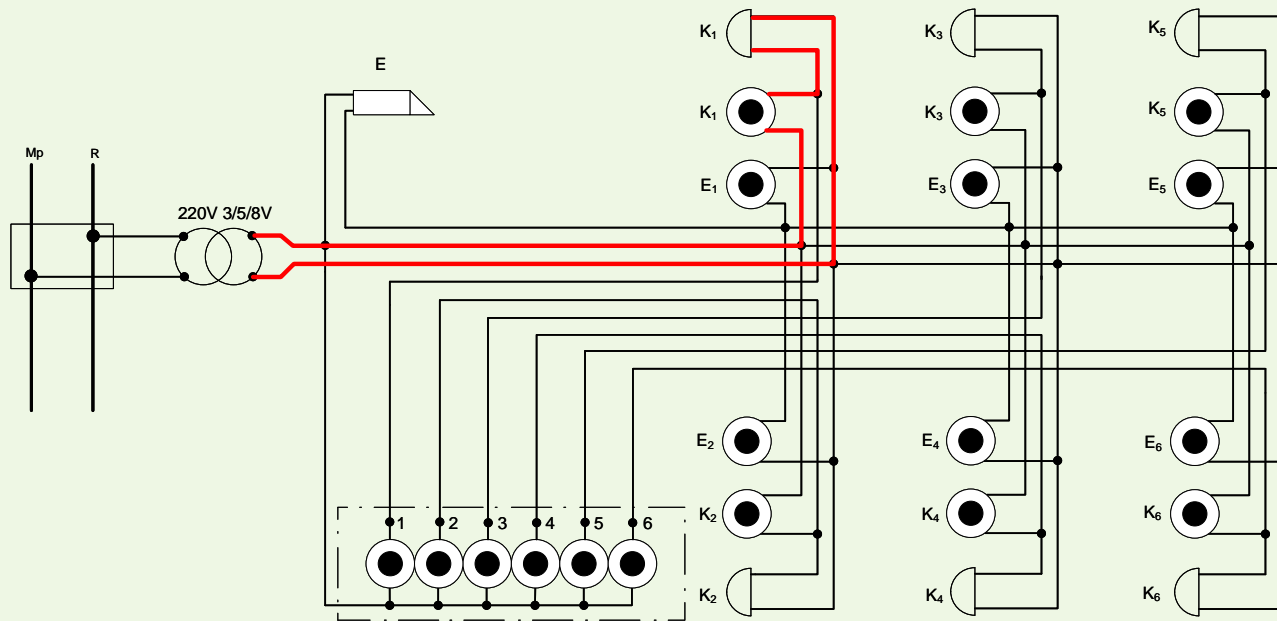 K₁
K₃
K₅
E
K₁
K₃
K₅
Mp
R
E₁
E₃
E₅
220V 3/5/8V
E₂
E₄
E₆
1
2
3
4
5
6
K₂
K₄
K₆
K₂
K₄
K₆